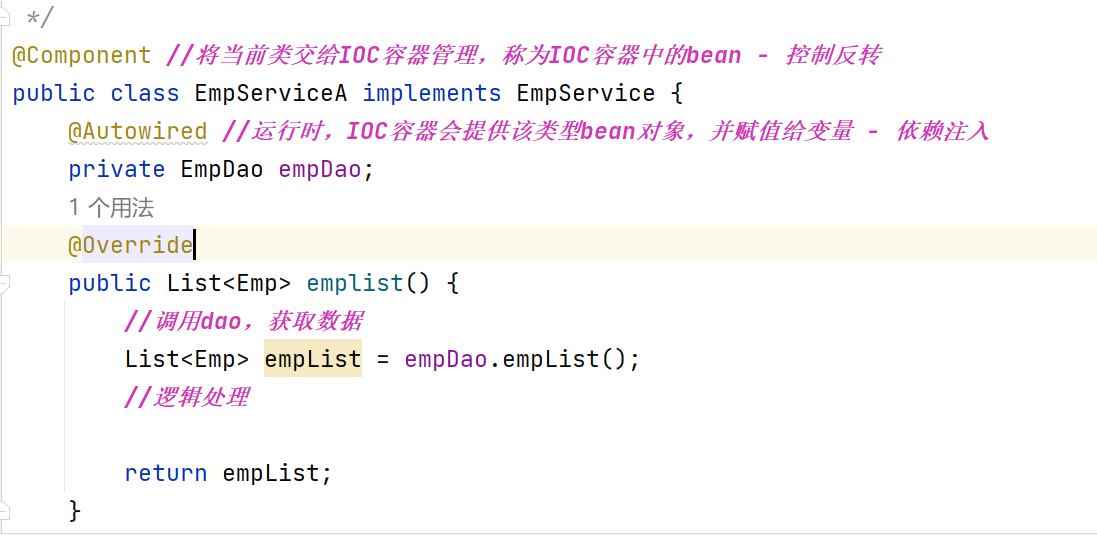 */
@Component //将当前类交给IOC容器管理，称为IOC容器中的bean - 控制反转
public class EmpServiceA implements EmpService {
@Autowired //运行时，IOC容器会提供该类型bean对象，并赋值给变量 - 依赖注入
private EmpDao empDao;
1 个用法
@Override
public List<Emp> emplist() {
//调用dao，获取数据
List<Emp> empList = empDao.empList();
//逻辑处理
return empList;
}